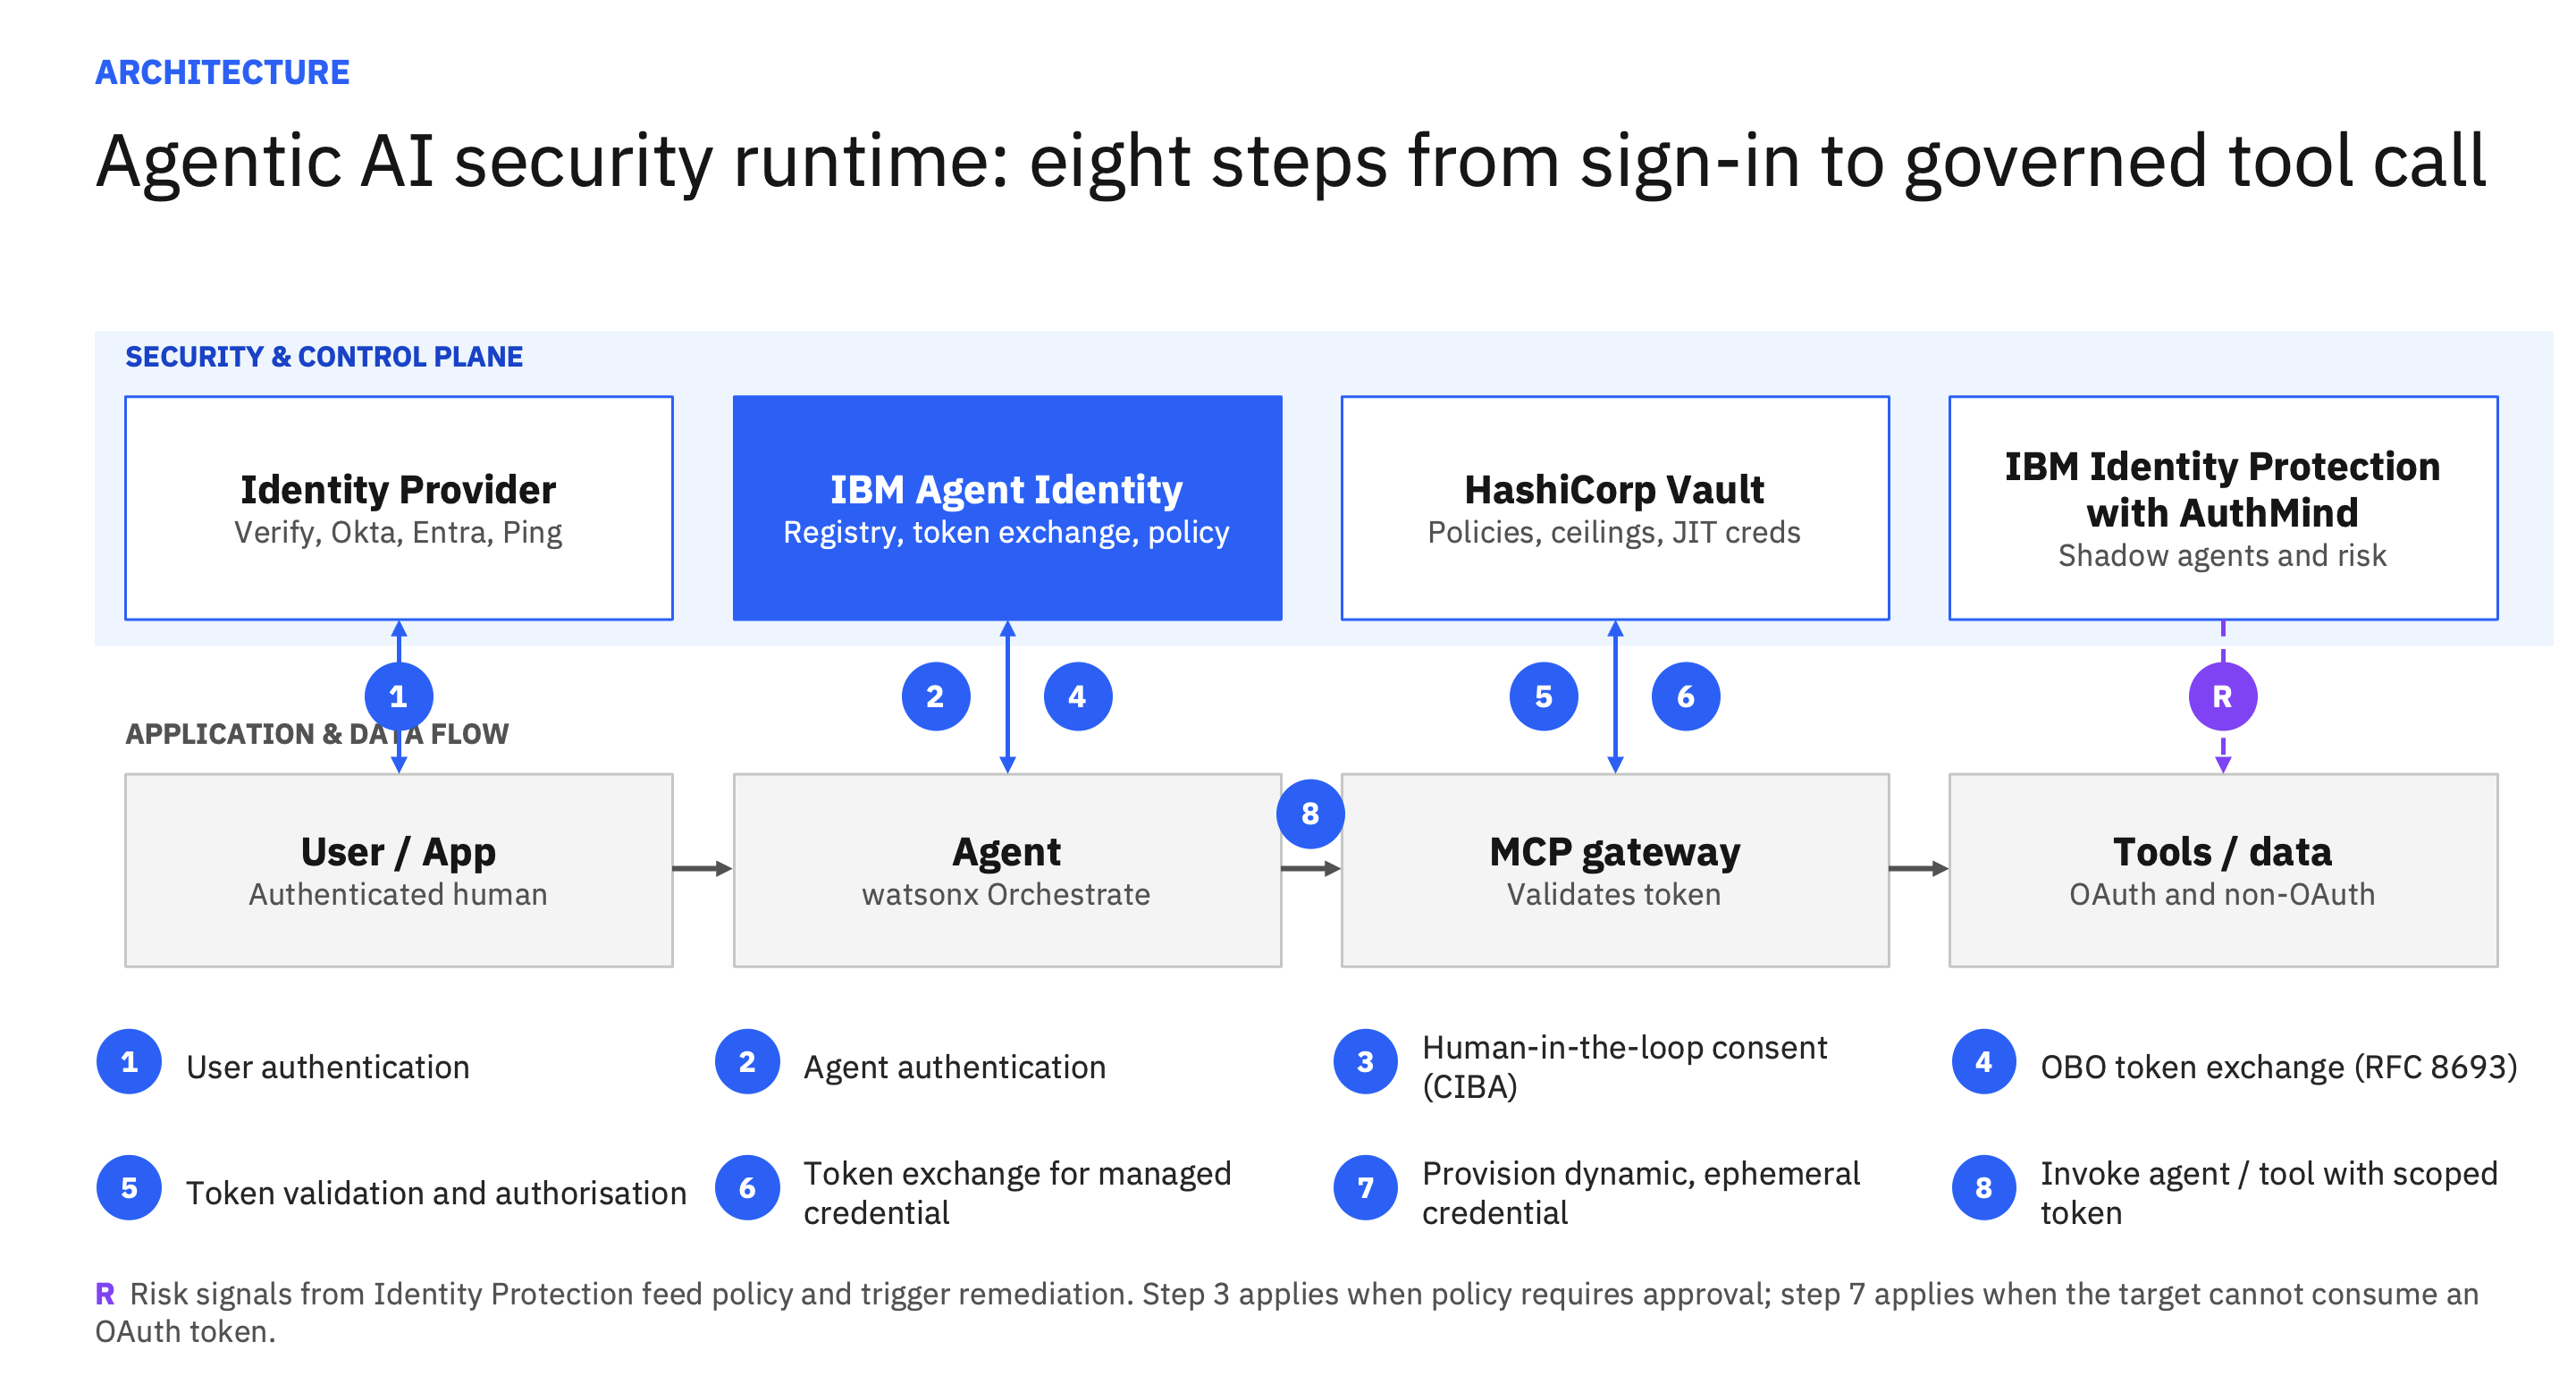 ARCHITECTURE
Agentic AI security runtime: eight steps from sign-in to governed tool call
SECURITY & CONTROL PLANE
Identity Provider
Verify, Okta, Entra, Ping
IBM Agent Identity
Registry, token exchange, policy
HashiCorp Vault
Policies, ceilings, JIT creds
IBM Identity Protection
with AuthMind
Shadow agents and risk
1
2
4
5
6
R
APPLICATION & DATA FLOW
8
User / App
Authenticated human
Agent
watsonx Orchestrate
MCP gateway
Validates token
Tools / data
OAuth and non-OAuth
1 User authentication
2 Agent authentication
3 Human-in-the-loop consent
(CIBA)
4 OBO token exchange (RFC 8693)
5 Token validation and authorisation
6 Token exchange for managed
credential
7 Provision dynamic, ephemeral
credential
8 Invoke agent / tool with scoped
token
R Risk signals from Identity Protection feed policy and trigger remediation. Step 3 applies when policy requires approval; step 7 applies when the target cannot consume an
OAuth token.